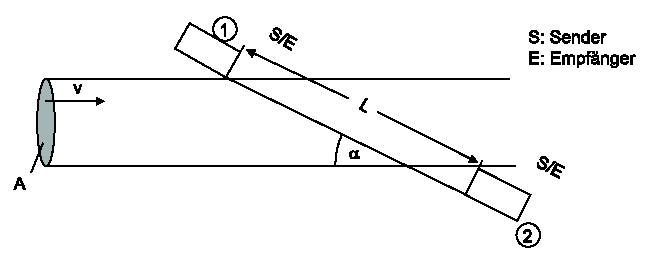 1
S/E
S: Sender
E: Empfänger
v
L
α
S/E
A
2